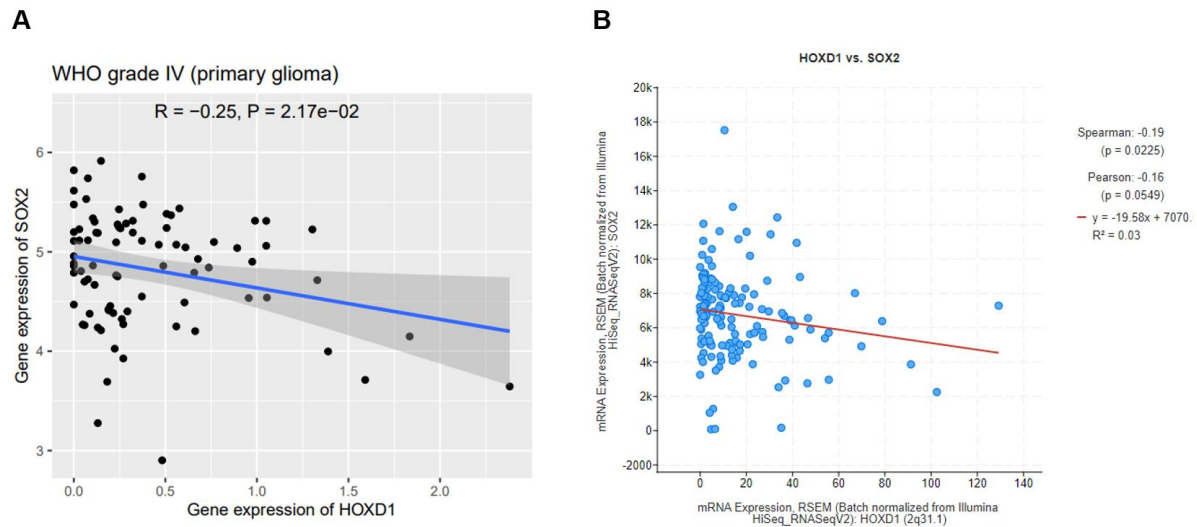 A
WHO grade IV (primary glioma)
R = −0.25, P = 2.17e−02
Gene expression of SOX2
6
5
4
3
0.0
0.5
1.0
1.5
2.0
Gene expression of HOXD1
B
HOXD1 vs. SOX2
mRNA Expression, RSEM (Batch normalized from Illumina
HiSeq_RNASeqV2): SOX2
20k
18k
16k
14k
12k
10k
8k
6k
4k
2k
0
-2000
0
20
40
60
80
100
120
140
mRNA Expression, RSEM (Batch normalized from Illumina
HiSeq_RNASeqV2): HOXD1 (2q31.1)
Spearman: -0.19
(p = 0.0225)
Pearson: -0.16
(p = 0.0549)
y = -19.58x + 7070.
R² = 0.03